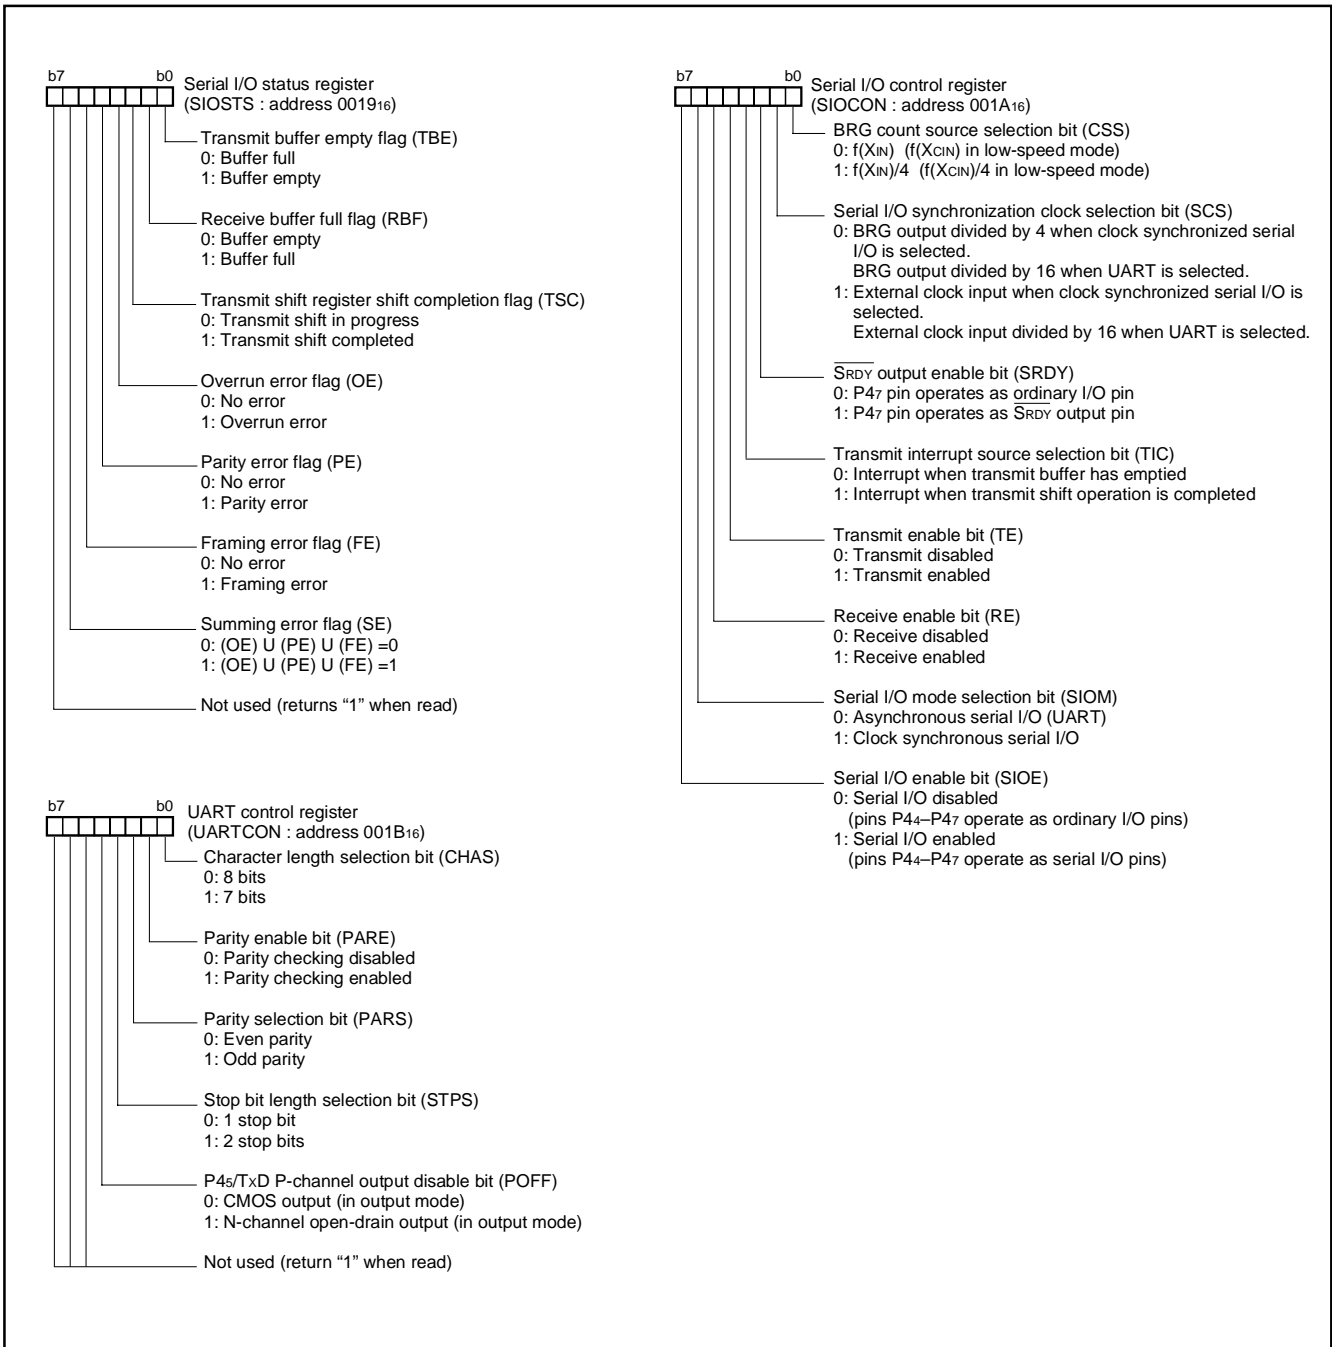 b7 b0
Serial I/O status register
(SIOSTS : address 001916)
Transmit buffer empty flag (TBE)
0: Buffer full
1: Buffer empty
Receive buffer full flag (RBF)
0: Buffer empty
1: Buffer full
Transmit shift register shift completion flag (TSC)
0: Transmit shift in progress
1: Transmit shift completed
Overrun error flag (OE)
0: No error
1: Overrun error
Parity error flag (PE)
0: No error
1: Parity error
Framing error flag (FE)
0: No error
1: Framing error
Summing error flag (SE)
0: (OE) U (PE) U (FE) =0
1: (OE) U (PE) U (FE) =1
Not used (returns “1” when read)
b7 b0
UART control register
(UARTCON : address 001B16)
Character length selection bit (CHAS)
0: 8 bits
1: 7 bits
Parity enable bit (PARE)
0: Parity checking disabled
1: Parity checking enabled
Parity selection bit (PARS)
0: Even parity
1: Odd parity
Stop bit length selection bit (STPS)
0: 1 stop bit
1: 2 stop bits
P45/TxD P-channel output disable bit (POFF)
0: CMOS output (in output mode)
1: N-channel open-drain output (in output mode)
Not used (return “1” when read)
b7 b0
Serial I/O control register
(SIOCON : address 001A16)
BRG count source selection bit (CSS)
0: f(XIN) (f(XCIN) in low-speed mode)
1: f(XIN)/4 (f(XCIN)/4 in low-speed mode)
Serial I/O synchronization clock selection bit (SCS)
0: BRG output divided by 4 when clock synchronized serial
I/O is selected.
BRG output divided by 16 when UART is selected.
1: External clock input when clock synchronized serial I/O is
selected.
External clock input divided by 16 when UART is selected.
SRDY output enable bit (SRDY)
0: P47 pin operates as ordinary I/O pin
1: P47 pin operates as SRDY output pin
Transmit interrupt source selection bit (TIC)
0: Interrupt when transmit buffer has emptied
1: Interrupt when transmit shift operation is completed
Transmit enable bit (TE)
0: Transmit disabled
1: Transmit enabled
Receive enable bit (RE)
0: Receive disabled
1: Receive enabled
Serial I/O mode selection bit (SIOM)
0: Asynchronous serial I/O (UART)
1: Clock synchronous serial I/O
Serial I/O enable bit (SIOE)
0: Serial I/O disabled
(pins P44–P47 operate as ordinary I/O pins)
1: Serial I/O enabled
(pins P44–P47 operate as serial I/O pins)